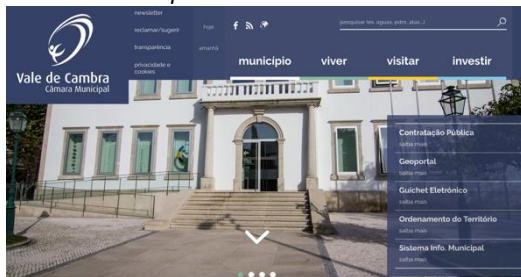 newsletter
reclamar/sugerir
transparência
privacidade e
cookies
hoje
amanhã
pesquisar (ex. águas, pdm, atas...)
município
viver
visitar
investir
Vale de Cambra
Câmara Municipal
Contratação Pública
saiba mais
Geoportal
saiba mais
Guichet Eletrónico
saiba mais
Ordenamento do Território
saiba mais
Sistema Info. Municipal
saiba mais